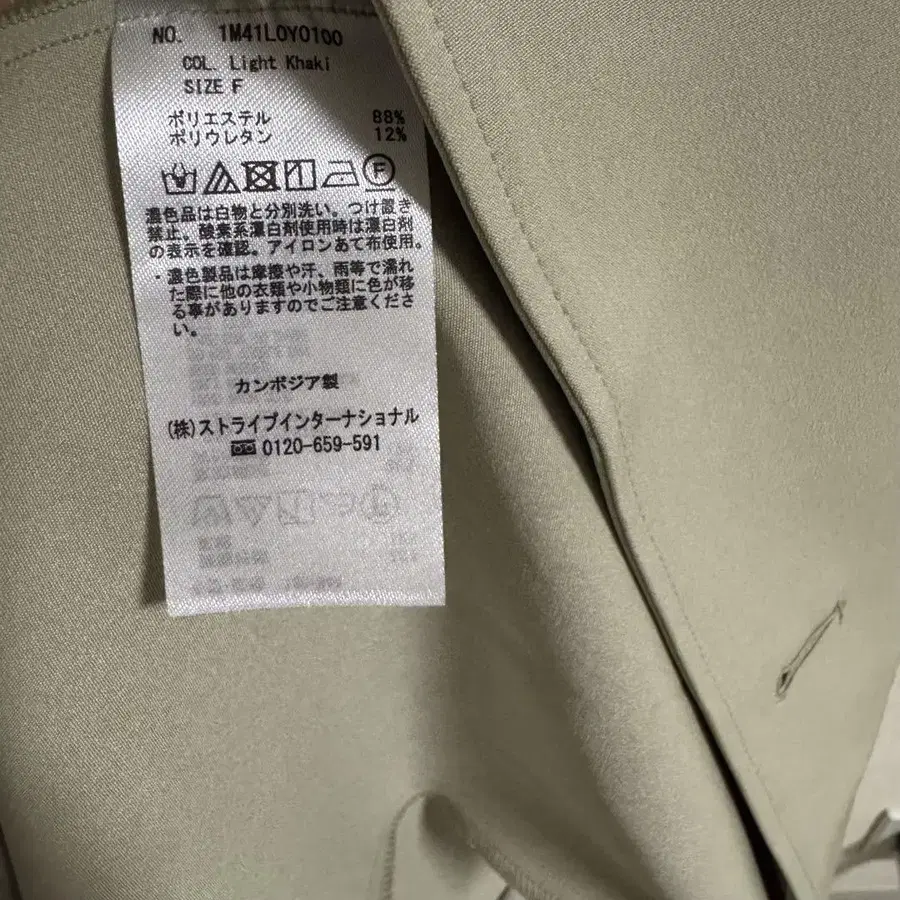 NO. 1M41L0Y0100
COL. Light Khaki
SIZE F
ポリエステル 88%
ポリウレタン 12%
F
濃色品は白物と分別洗い。つけ置き
禁止。酸素系漂白剤使用時は漂白剤
の表示を確認。アイロンあて布使用。
・濃色製品は摩擦や汗、雨等で濡れ
た際に他の衣類や小物類に色が移
る事がありますのでご注意くださ
い。
カンボジア製
(株)ストライプインターナショナル
0120-659-591